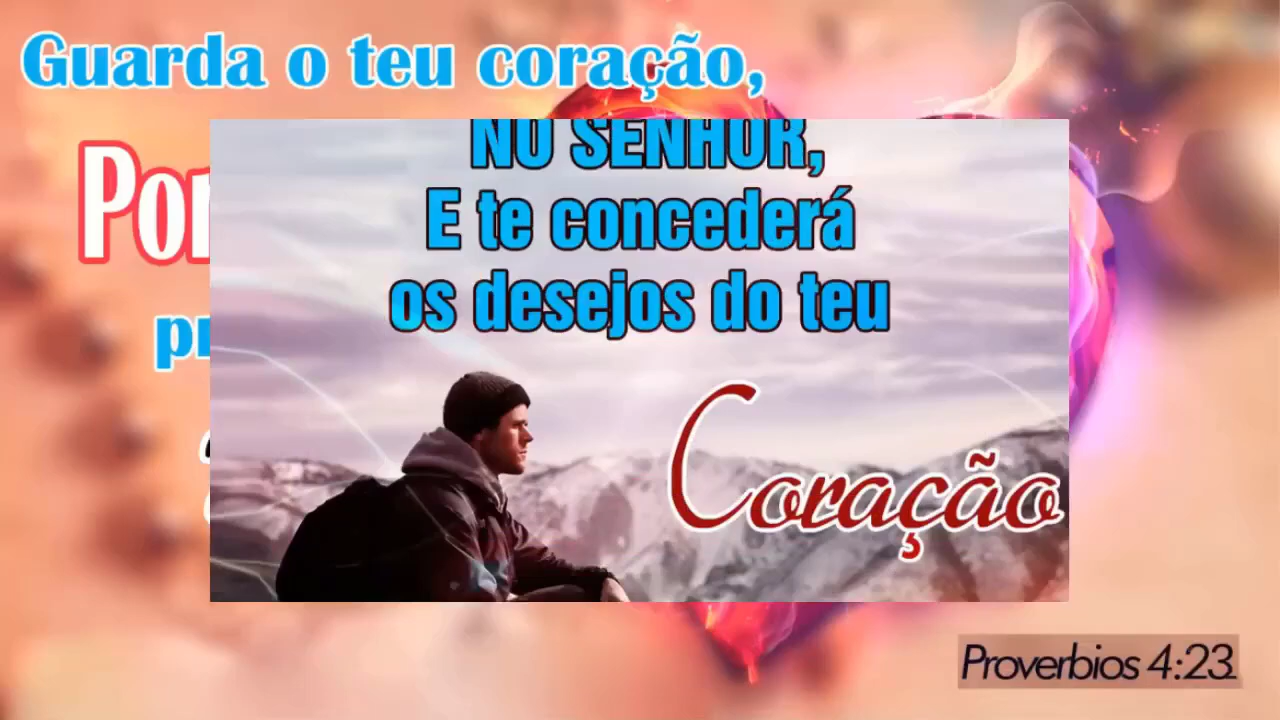 Guarda o teu coração,
NO SENHOR,
E te concederá
os desejos do teu
Coração
Proverbios 4:23.